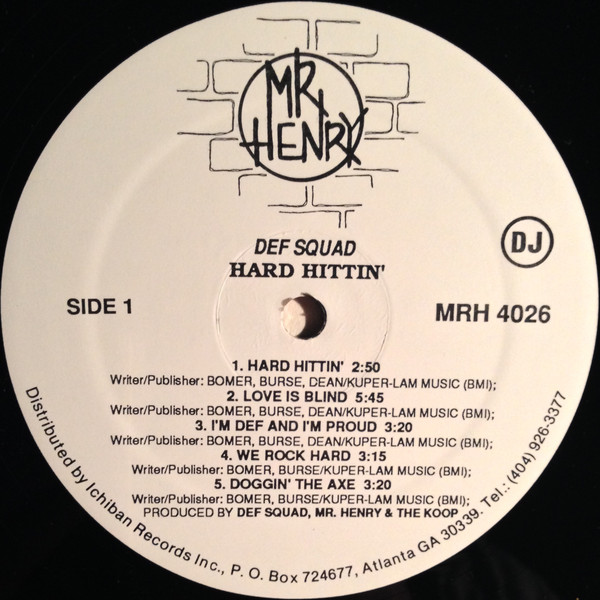 MR. HENRY
DEF SQUAD
HARD HITTIN'
DJ
SIDE 1
MRH 4026
1. HARD HITTIN' 2:50
Writer/Publisher: BOMER, BURSE, DEAN/KUPER-LAM MUSIC (BMI);
2. LOVE IS BLIND 5:45
Writer/Publisher: BOMER, BURSE, DEAN/KUPER-LAM MUSIC (BMI);
3. I'M DEF AND I'M PROUD 3:20
Writer/Publisher: BOMER, BURSE, DEAN/KUPER-LAM MUSIC (BMI);
4. WE ROCK HARD 3:15
Writer/Publisher: BOMER, BURSE/KUPER-LAM MUSIC (BMI);
5. DOGGIN' THE AXE 3:20
Writer/Publisher: BOMER, BURSE/KUPER-LAM MUSIC (BMI);
PRODUCED BY DEF SQUAD, MR. HENRY & THE KOOP
Distributed by Ichiban Records Inc., P. O. Box 724677, Atlanta GA 30339. Tel.: (404) 926-3377